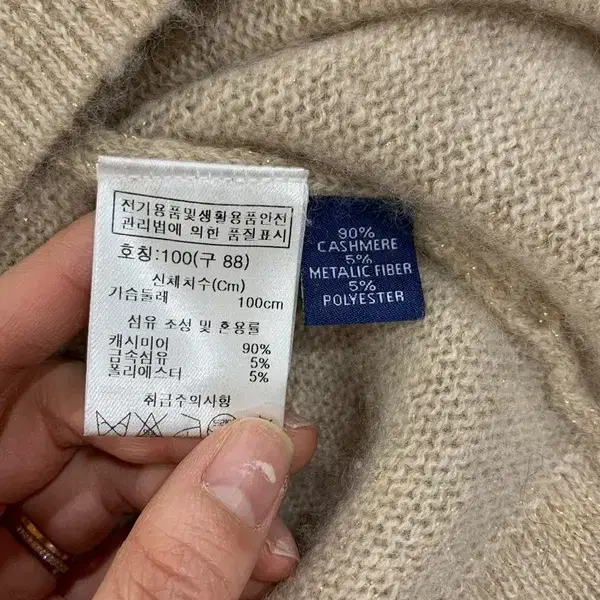 전기용품및생활용품안전
관리법에 의한 품질표시
호칭:100(구 88)
신체치수(Cm)
가슴둘레 100cm
섬유 조성 및 혼용률
캐시미어 90%
금속섬유 5%
폴리에스터 5%
취급주의사항
90%
CASHMERE
5%
METALIC FIBER
5%
POLYESTER